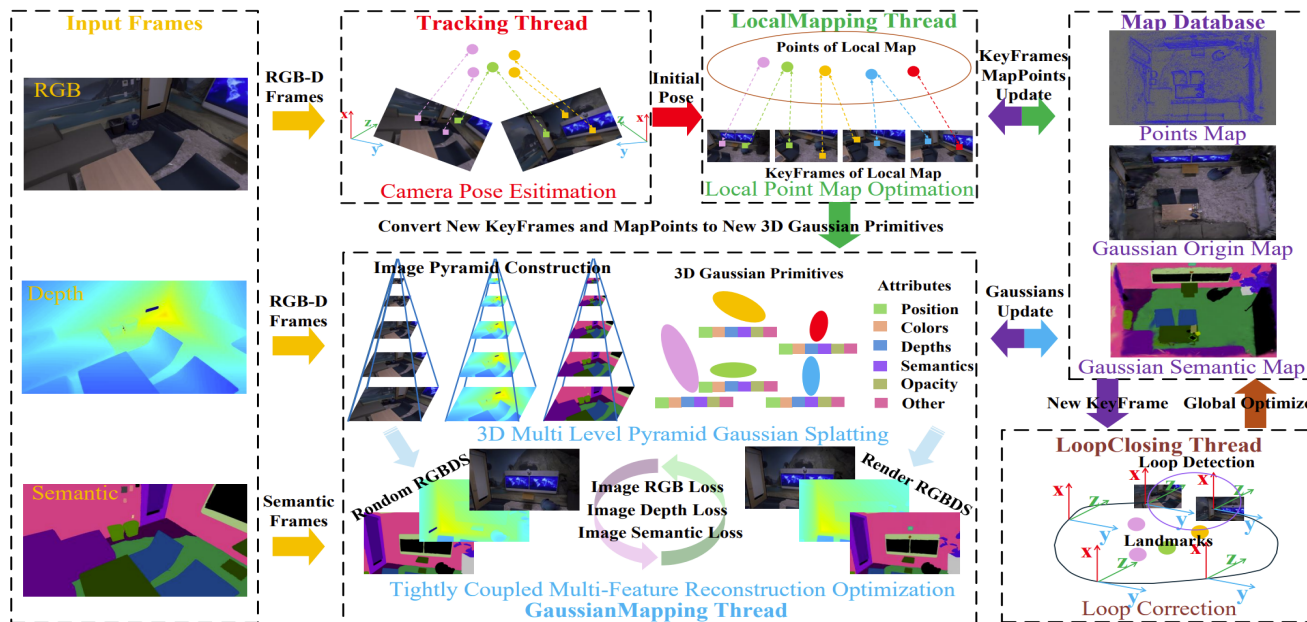 Input Frames
RGB
Depth
Semantic
RGB-D
Frames
RGB-D
Frames
Semantic
Frames
Tracking Thread
x
z
y
x
z
y
Camera Pose Esitimation
Initial
Pose
LocalMapping Thread
Points of Local Map
KeyFrames of Local Map
Local Point Map Optimation
KeyFrames
MapPoints
Update
Convert New KeyFrames and MapPoints to New 3D Gaussian Primitives
Image Pyramid Construction
3D Gaussian Primitives
Attributes
Position
Colors
Depths
Semantics
Opacity
Other
3D Multi Level Pyramid Gaussian Splatting
Rondom RGBDS
Image RGB Loss
Image Depth Loss
Image Semantic Loss
Render RGBDS
Tightly Coupled Multi-Feature Reconstruction Optimization
GaussianMapping Thread
Gaussians
Update
Map Database
Points Map
Gaussian Origin Map
Gaussian Semantic Map
New KeyFrame
Global Optimize
LoopClosing Thread
Loop Detection
x
z
y
x
z
y
x
z
y
Landmarks
x
z
y
x
z
y
Loop Correction